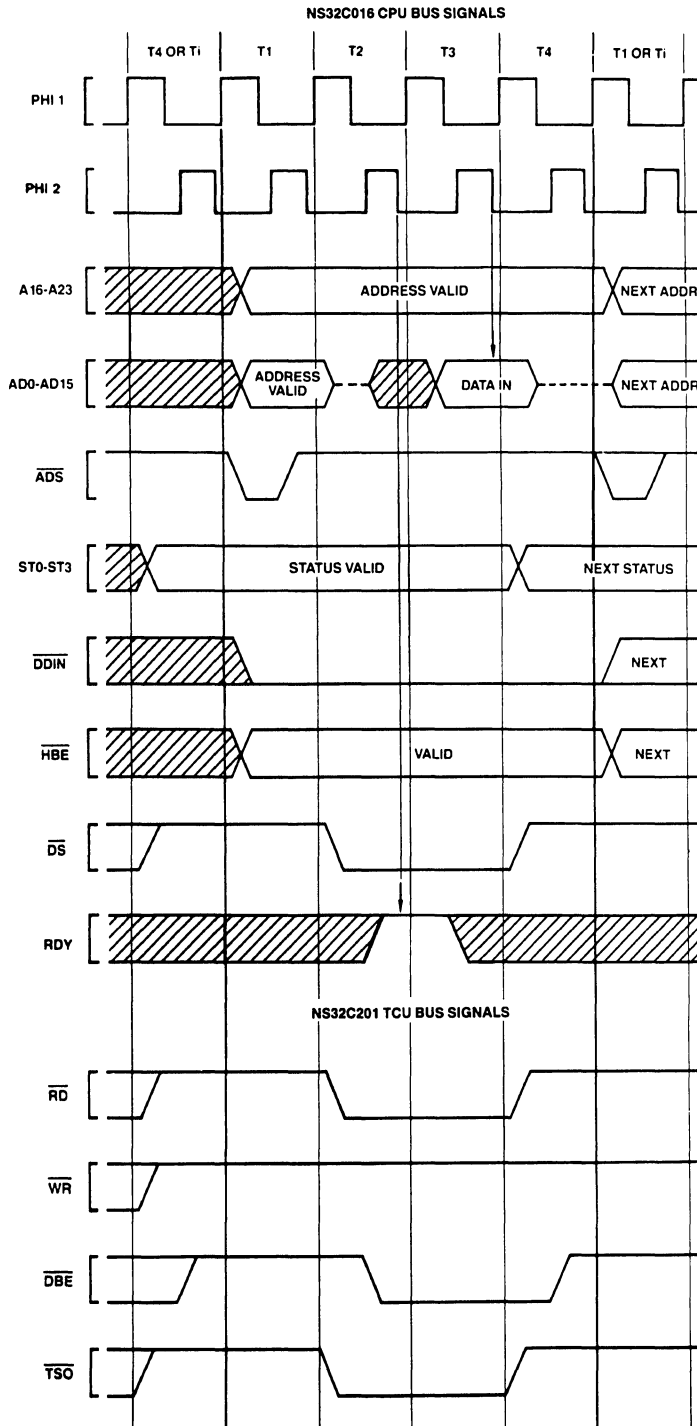 NS32C016 CPU BUS SIGNALS
T4 OR Ti T1 T2 T3 T4 T1 OR Ti
PHI 1
PHI 2
A16-A23 ADDRESS VALID NEXT ADDR
AD0-AD15 ADDRESS VALID DATA IN NEXT ADDR
ADS
ST0-ST3 STATUS VALID NEXT STATUS
DDIN NEXT
HBE VALID NEXT
DS
RDY
NS32C201 TCU BUS SIGNALS
RD
WR
DBE
TSO